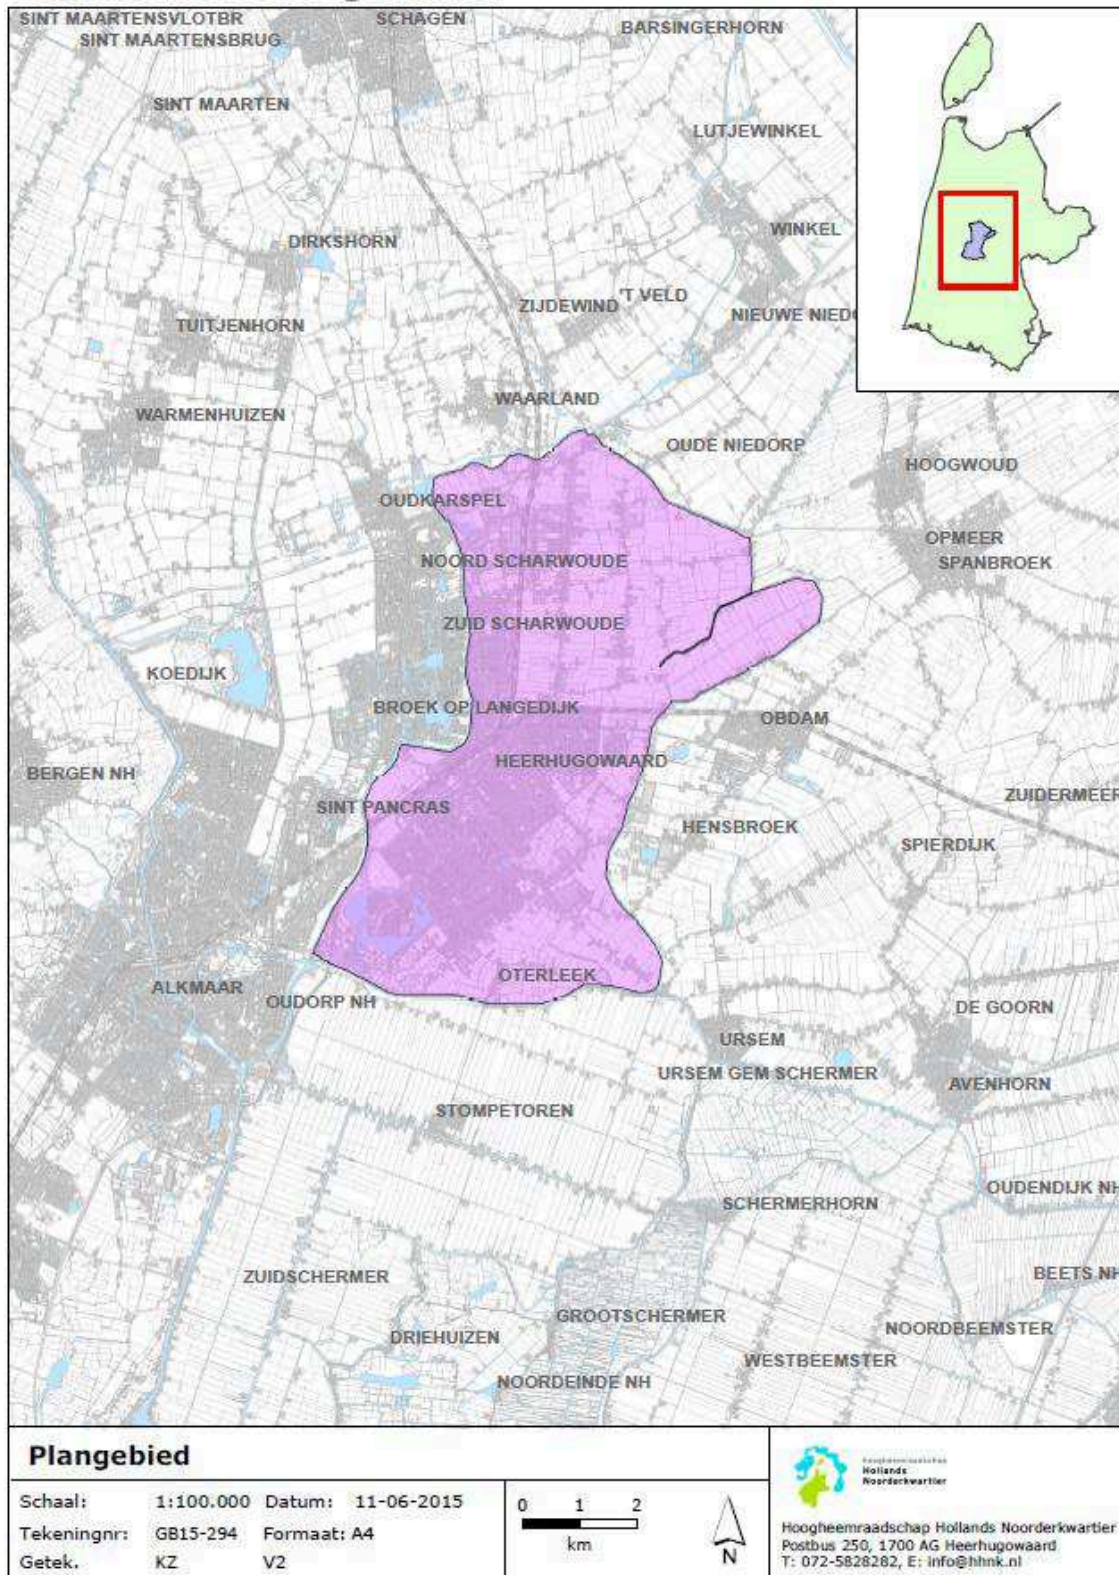 SINT MAARTENSVLOTBR
SCHAGEN
BARSINGERHORN
SINT MAARTENSBRUG
SINT MAARTEN
LUTJEWINKEL
WINKEL
DIRKSHORN
'T VELD
ZIJDEWIND
NIEUWE NIED
TUITJENHORN
WAARLAND
WARMENHUIZEN
OUDE NIEDORP
HOOGWOUD
OUDKARSPEL
OPMEER
NOORD SCHARWOUDE
SPANBROEK
ZUID SCHARWOUDE
KOEDIJK
BROEK OP LANGEDIJK
OBDAM
HEERHUGOWAARD
BERGEN NH
ZUIDERMEER
SINT PANCRAS
HENSBROEK
SPIERDIJK
OTERLEEK
ALKMAAR
OUDORP NH
DE GOORN
URSEM
URSEM GEM SCHERMER
AVENHORN
STOMPETOREN
OUDENDIJK NH
SCHERMERHORN
BEETS NH
ZUIDSCHERMER
GROOTSCHERMER
NOORDBEEMSTER
DRIEHUIZEN
WESTBEEMSTER
NOORDEINDE NH
Plangebied
Schaal: 1:100.000 Datum: 11-06-2015
Tekeningnr: GB15-294 Formaat: A4
Getek. KZ V2
0 1 2
km
N
hoogheemraadschap
Hollands
Noorderkwartier
Hoogheemraadschap Hollands Noorderkwartier
Postbus 250, 1700 AG Heerhugowaard
T: 072-5828282, E: info@hhnk.nl